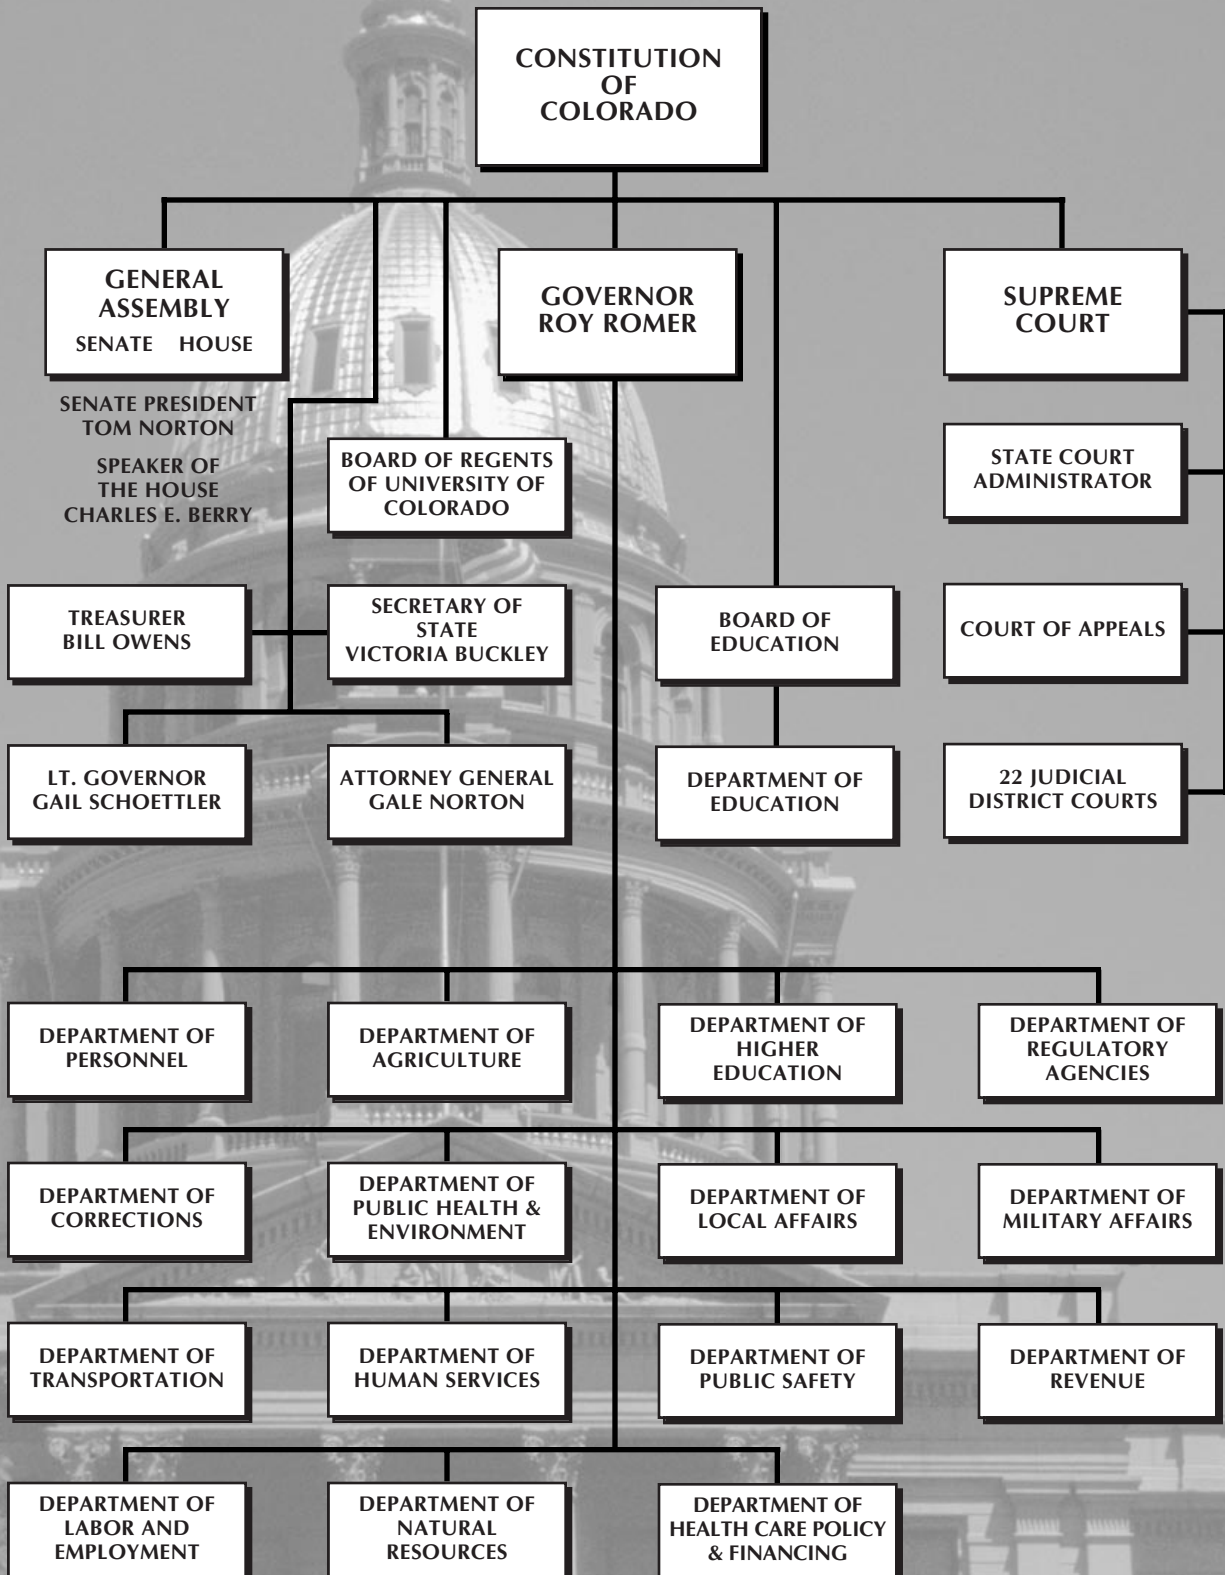 CONSTITUTION
OF
COLORADO
GENERAL
ASSEMBLY
SENATE HOUSE
GOVERNOR
ROY ROMER
SUPREME
COURT
SENATE PRESIDENT
TOM NORTON
SPEAKER OF
THE HOUSE
CHARLES E. BERRY
BOARD OF REGENTS
OF UNIVERSITY OF
COLORADO
STATE COURT
ADMINISTRATOR
TREASURER
BILL OWENS
SECRETARY OF
STATE
VICTORIA BUCKLEY
BOARD OF
EDUCATION
COURT OF APPEALS
LT. GOVERNOR
GAIL SCHOETTLER
ATTORNEY GENERAL
GALE NORTON
DEPARTMENT OF
EDUCATION
22 JUDICIAL
DISTRICT COURTS
DEPARTMENT OF
PERSONNEL
DEPARTMENT OF
AGRICULTURE
DEPARTMENT OF
HIGHER
EDUCATION
DEPARTMENT OF
REGULATORY
AGENCIES
DEPARTMENT OF
CORRECTIONS
DEPARTMENT OF
PUBLIC HEALTH &
ENVIRONMENT
DEPARTMENT OF
LOCAL AFFAIRS
DEPARTMENT OF
MILITARY AFFAIRS
DEPARTMENT OF
TRANSPORTATION
DEPARTMENT OF
HUMAN SERVICES
DEPARTMENT OF
PUBLIC SAFETY
DEPARTMENT OF
REVENUE
DEPARTMENT OF
LABOR AND
EMPLOYMENT
DEPARTMENT OF
NATURAL
RESOURCES
DEPARTMENT OF
HEALTH CARE POLICY
& FINANCING